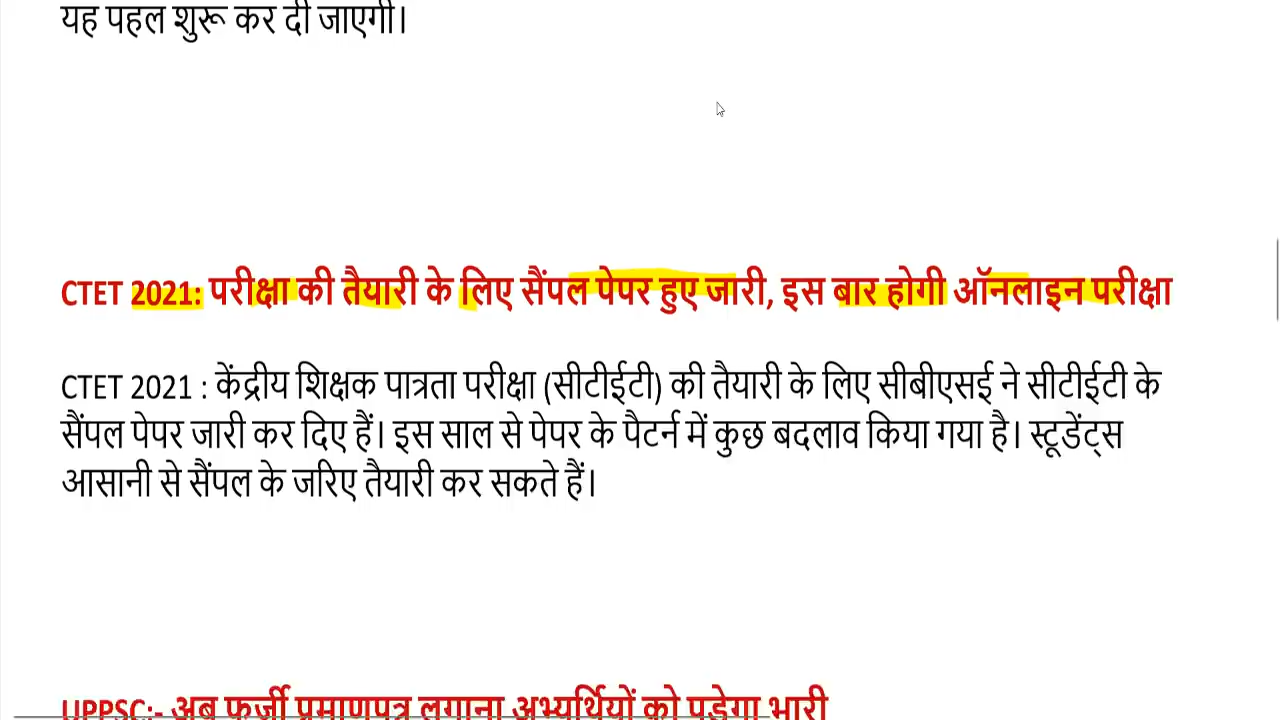 यह पहल शुरू कर दी जाएगी।
CTET 2021: परीक्षा की तैयारी के लिए सैंपल पेपर हुए जारी, इस बार होगी ऑनलाइन परीक्षा
CTET 2021 : केंद्रीय शिक्षक पात्रता परीक्षा (सीटीईटी) की तैयारी के लिए सीबीएसई ने सीटीईटी के
सैंपल पेपर जारी कर दिए हैं। इस साल से पेपर के पैटर्न में कुछ बदलाव किया गया है। स्टूडेंट्स
आसानी से सैंपल के जरिए तैयारी कर सकते हैं।
UPPSC:- अब फर्जी प्रमाणपत्र लगाना अभ्यर्थियों को पड़ेगा भारी